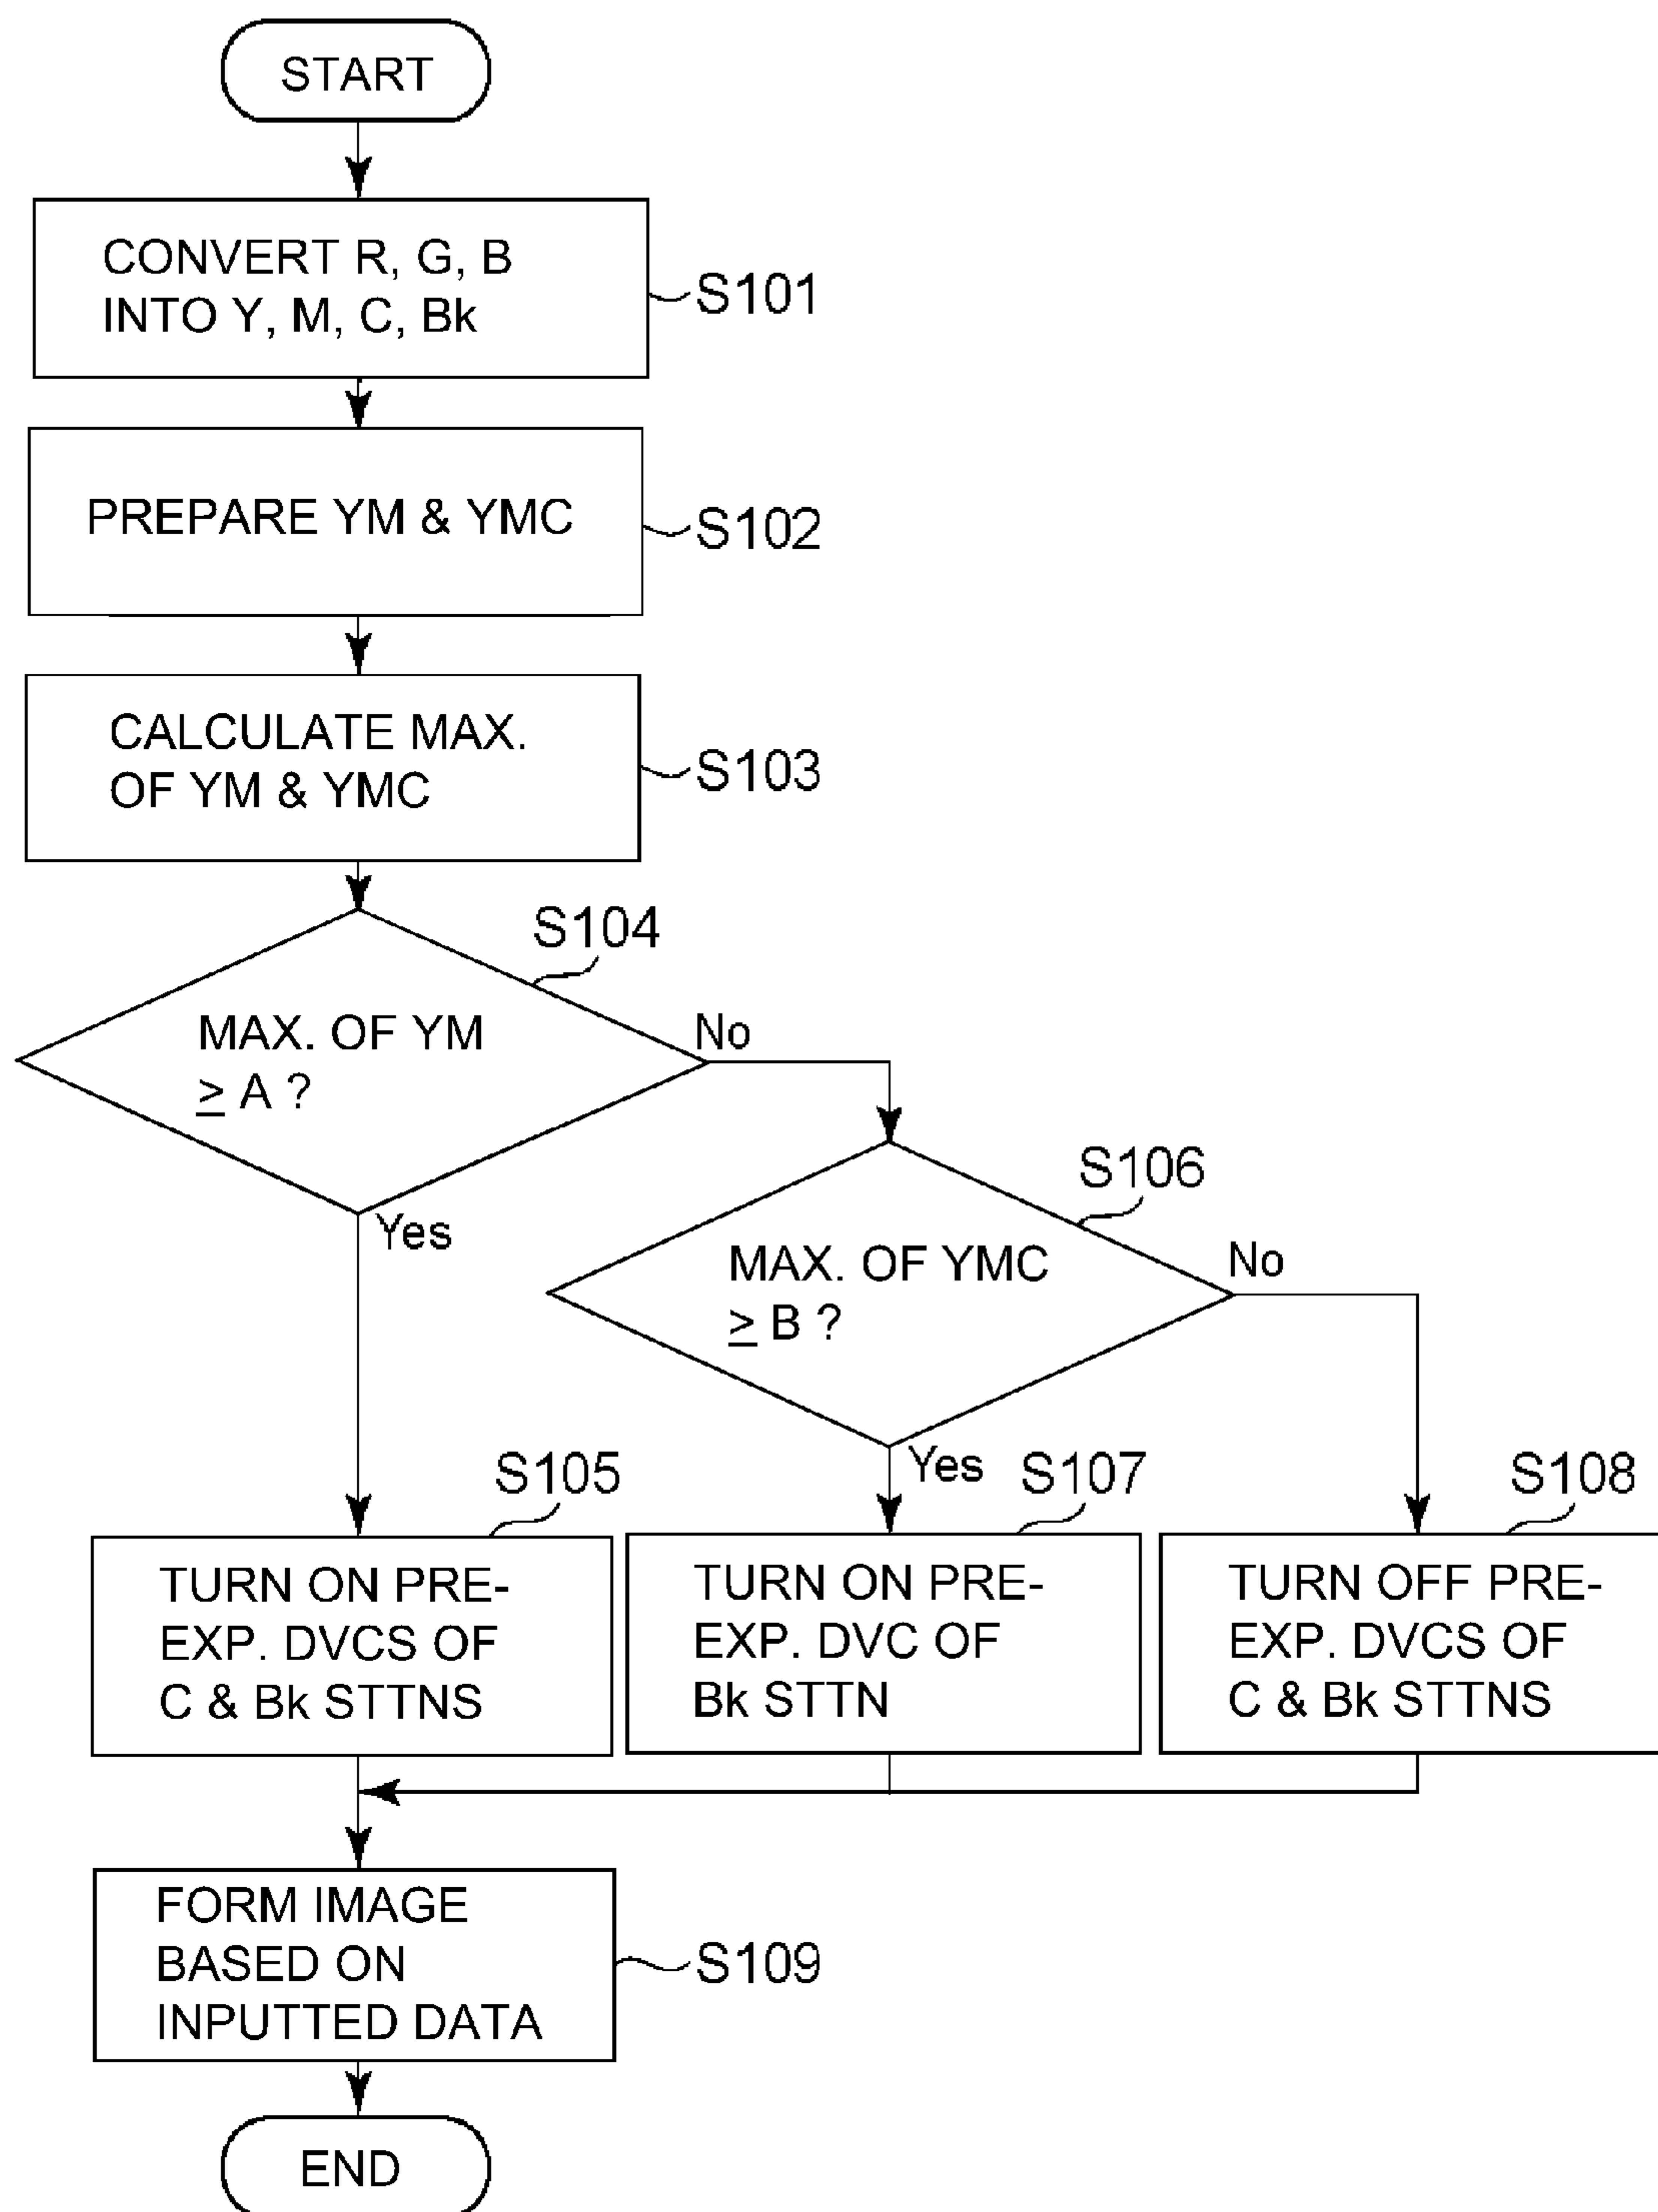 START
CONVERT R, G, B
INTO Y, M, C, Bk
S101
PREPARE YM & YMC
S102
CALCULATE MAX.
OF YM & YMC
S103
S104
MAX. OF YM
≥ A ?
No
Yes
S106
MAX. OF YMC
≥ B ?
No
Yes
S105
TURN ON PRE-
EXP. DVCS OF
C & Bk STTNS
S107
TURN ON PRE-
EXP. DVC OF
Bk STTN
S108
TURN OFF PRE-
EXP. DVCS OF
C & Bk STTNS
FORM IMAGE
BASED ON
INPUTTED DATA
S109
END